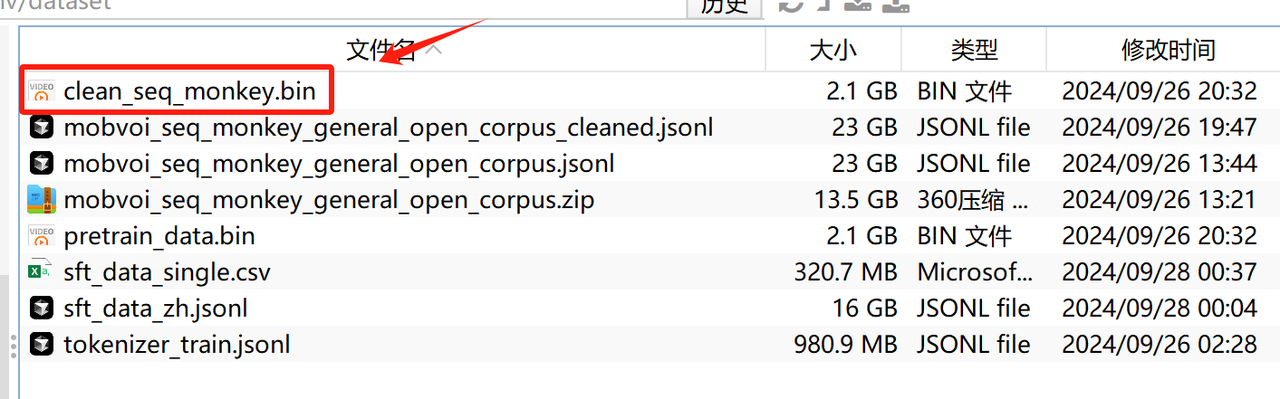 /dataset
历史
文件名 大小 类型 修改时间
clean_seq_monkey.bin 2.1 GB BIN 文件 2024/09/26 20:32
mobvoi_seq_monkey_general_open_corpus_cleaned.jsonl 23 GB JSONL file 2024/09/26 19:47
mobvoi_seq_monkey_general_open_corpus.jsonl 23 GB JSONL file 2024/09/26 13:44
mobvoi_seq_monkey_general_open_corpus.zip 13.5 GB 360压缩 ... 2024/09/26 13:21
pretrain_data.bin 2.1 GB BIN 文件 2024/09/26 20:32
sft_data_single.csv 320.7 MB Microsof... 2024/09/28 00:37
sft_data_zh.jsonl 16 GB JSONL file 2024/09/28 00:04
tokenizer_train.jsonl 980.9 MB JSONL file 2024/09/26 02:28